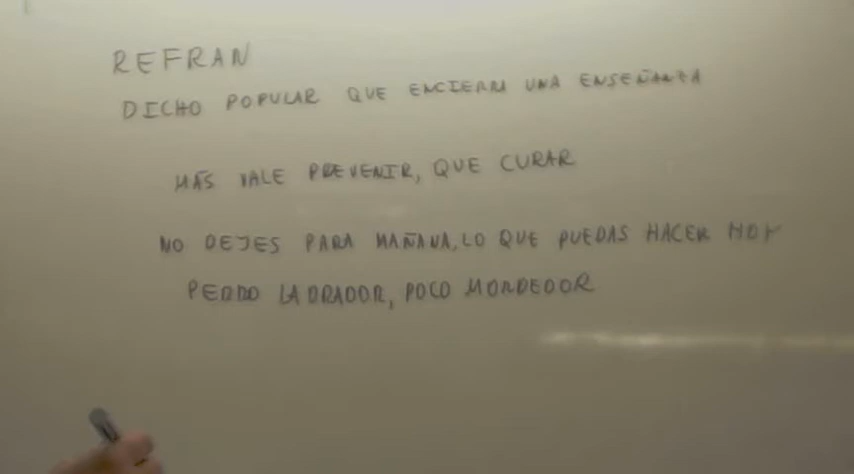 REFRAN
DICHO POPULAR QUE ENCIERRA UNA ENSEÑANZA
MÁS VALE PREVENIR, QUE CURAR
NO DEJES PARA MAÑANA, LO QUE PUEDAS HACER HOY
PERRO LADRADOR, POCO MORDEDOR